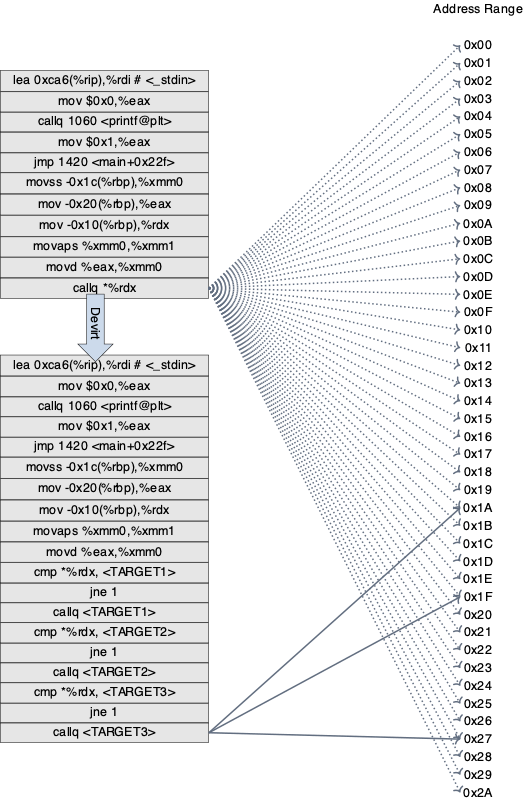 Address Range
lea 0xca6(%rip),%rdi # <_stdin>
mov $0x0,%eax
callq 1060 <printf@plt>
mov $0x1,%eax
jmp 1420 <main+0x22f>
movss -0x1c(%rbp),%xmm0
mov -0x20(%rbp),%eax
mov -0x10(%rbp),%rdx
movaps %xmm0,%xmm1
movd %eax,%xmm0
callq *%rdx
Devirt
lea 0xca6(%rip),%rdi # <_stdin>
mov $0x0,%eax
callq 1060 <printf@plt>
mov $0x1,%eax
jmp 1420 <main+0x22f>
movss -0x1c(%rbp),%xmm0
mov -0x20(%rbp),%eax
mov -0x10(%rbp),%rdx
movaps %xmm0,%xmm1
movd %eax,%xmm0
cmp *%rdx, <TARGET1>
jne 1
callq <TARGET1>
cmp *%rdx, <TARGET2>
jne 1
callq <TARGET2>
cmp *%rdx, <TARGET3>
jne 1
callq <TARGET3>
0x00
0x01
0x02
0x03
0x04
0x05
0x06
0x07
0x08
0x09
0x0A
0x0B
0x0C
0x0D
0x0E
0x0F
0x10
0x11
0x12
0x13
0x14
0x15
0x16
0x17
0x18
0x19
0x1A
0x1B
0x1C
0x1D
0x1E
0x1F
0x20
0x21
0x22
0x23
0x24
0x25
0x26
0x27
0x28
0x29
0x2A